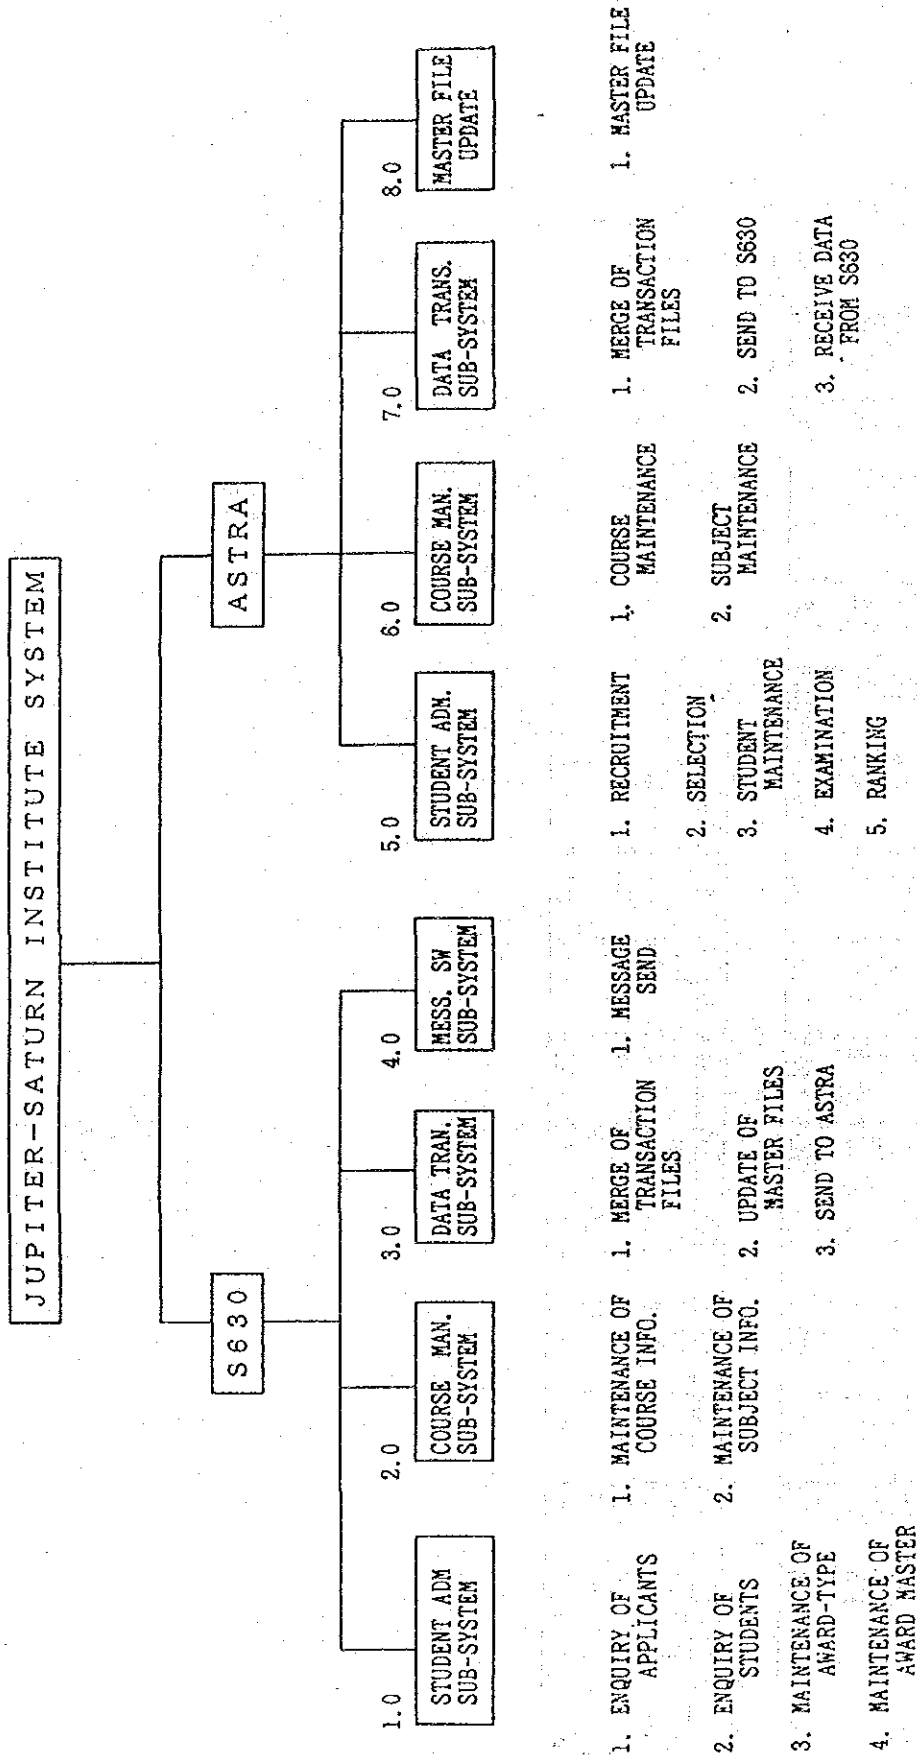 JUPITER-SATURN INSTITUTE SYSTEM
S630
ASTRA
1.0
STUDENT ADM
SUB-SYSTEM
2.0
COURSE MAN.
SUB-SYSTEM
3.0
DATA TRAN.
SUB-SYSTEM
4.0
MESS. SW
SUB-SYSTEM
5.0
STUDENT ADM.
SUB-SYSTEM
6.0
COURSE MAN.
SUB-SYSTEM
7.0
DATA TRANS.
SUB-SYSTEM
8.0
MASTER FILE
UPDATE
1. ENQUIRY OF
APPLICANTS
2. ENQUIRY OF
STUDENTS
3. MAINTENANCE OF
AWARD-TYPE
4. MAINTENANCE OF
AWARD MASTER
1. MAINTENANCE OF
COURSE INFO.
2. MAINTENANCE OF
SUBJECT INFO.
1. MERGE OF
TRANSACTION
FILES
2. UPDATE OF
MASTER FILES
3. SEND TO ASTRA
1. MESSAGE
SEND
1. RECRUITMENT
2. SELECTION
3. STUDENT
MAINTENANCE
4. EXAMINATION
5. RANKING
1. COURSE
MAINTENANCE
2. SUBJECT
MAINTENANCE
1. MERGE OF
TRANSACTION
FILES
2. SEND TO S630
3. RECEIVE DATA
FROM S630
1. MASTER FILE
UPDATE